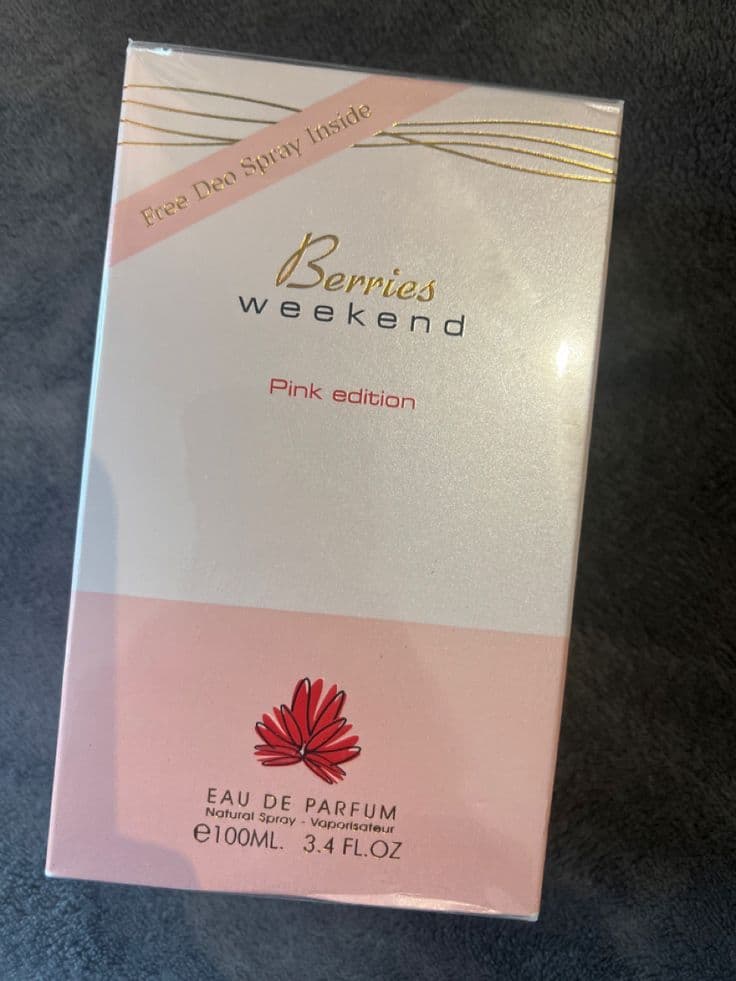 Free Deo Spray Inside
Berries
weekend
Pink edition
EAU DE PARFUM
Natural Spray - Vaporisateur
℮100ML. 3.4 FL.OZ